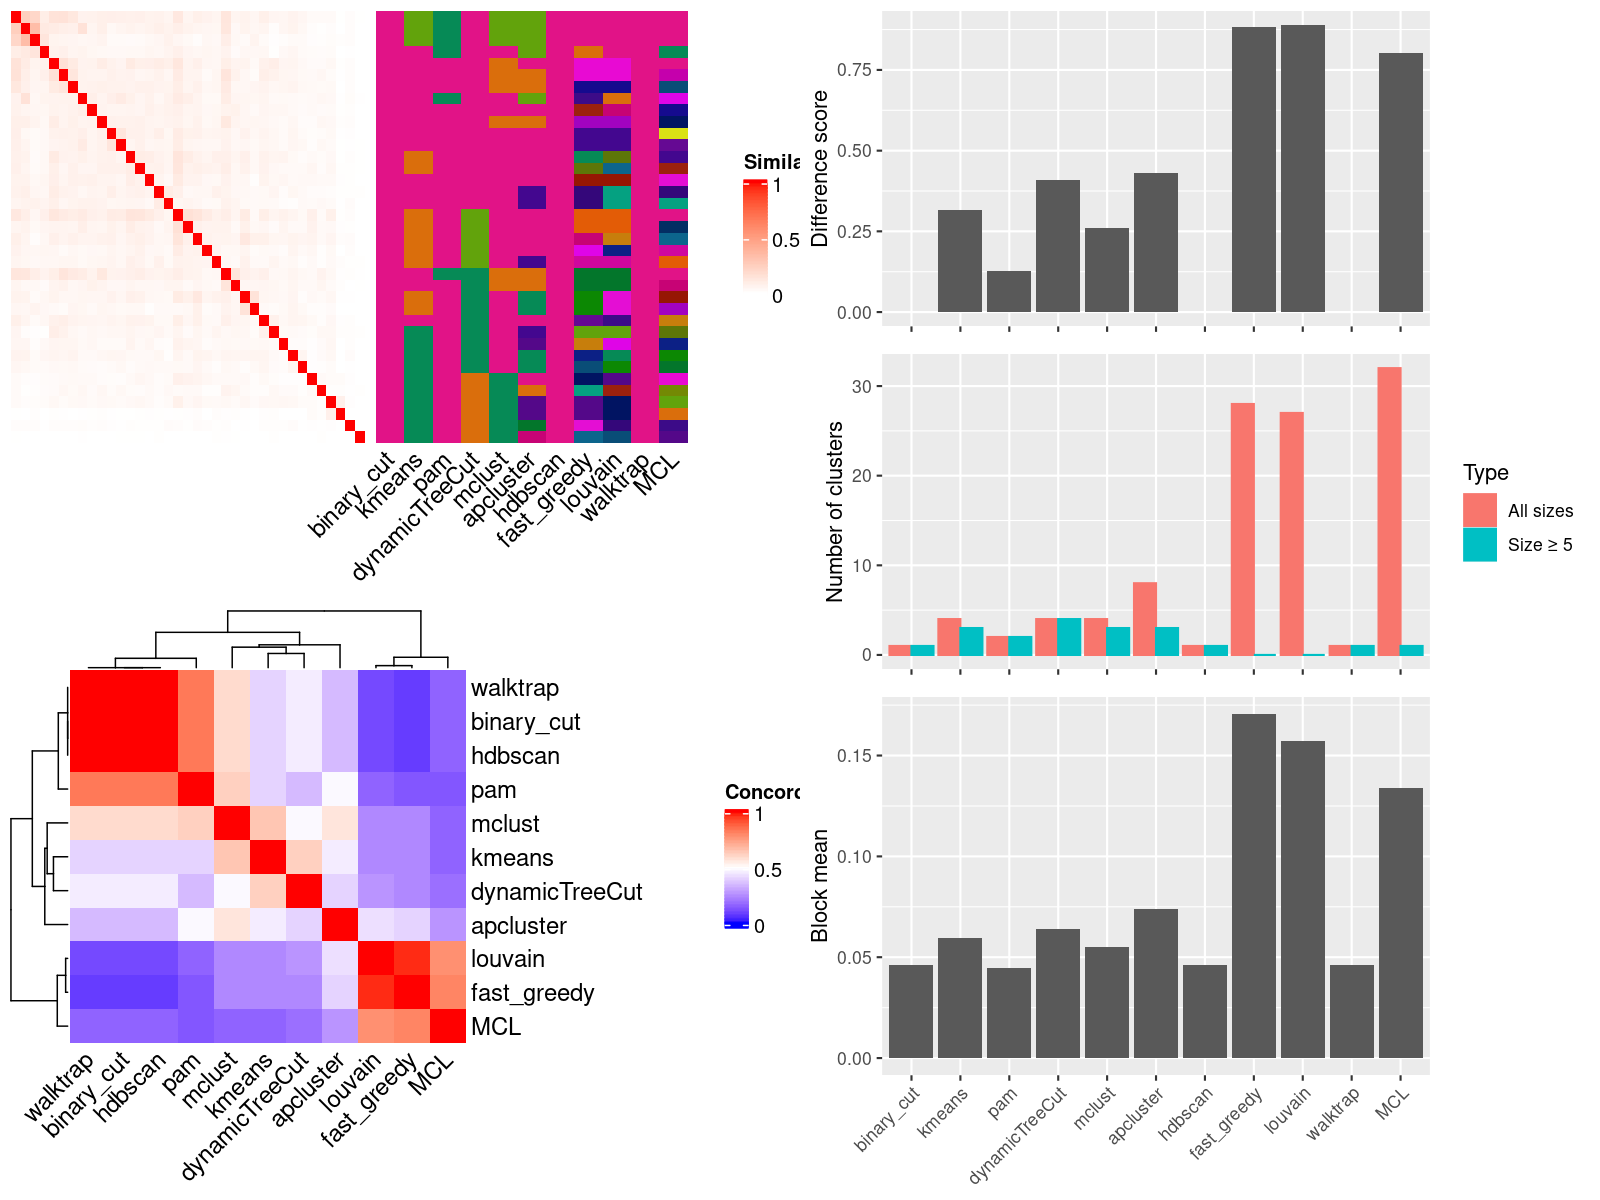 Simila
1
0.5
0
binary_cut
kmeans
pam
dynamicTreeCut
mclust
apcluster
hdbscan
fast_greedy
louvain
walktrap
MCL
walktrap
binary_cut
hdbscan
pam
mclust
kmeans
dynamicTreeCut
apcluster
louvain
fast_greedy
MCL
walktrap
binary_cut
hdbscan
pam
mclust
kmeans
dynamicTreeCut
apcluster
louvain
fast_greedy
MCL
Concord
1
0.5
0
Difference score
0.75
0.50
0.25
0.00
Number of clusters
30
20
10
0
Type
All sizes
Size ≥ 5
Block mean
0.15
0.10
0.05
0.00
binary_cut
kmeans
pam
dynamicTreeCut
mclust
apcluster
hdbscan
fast_greedy
louvain
walktrap
MCL